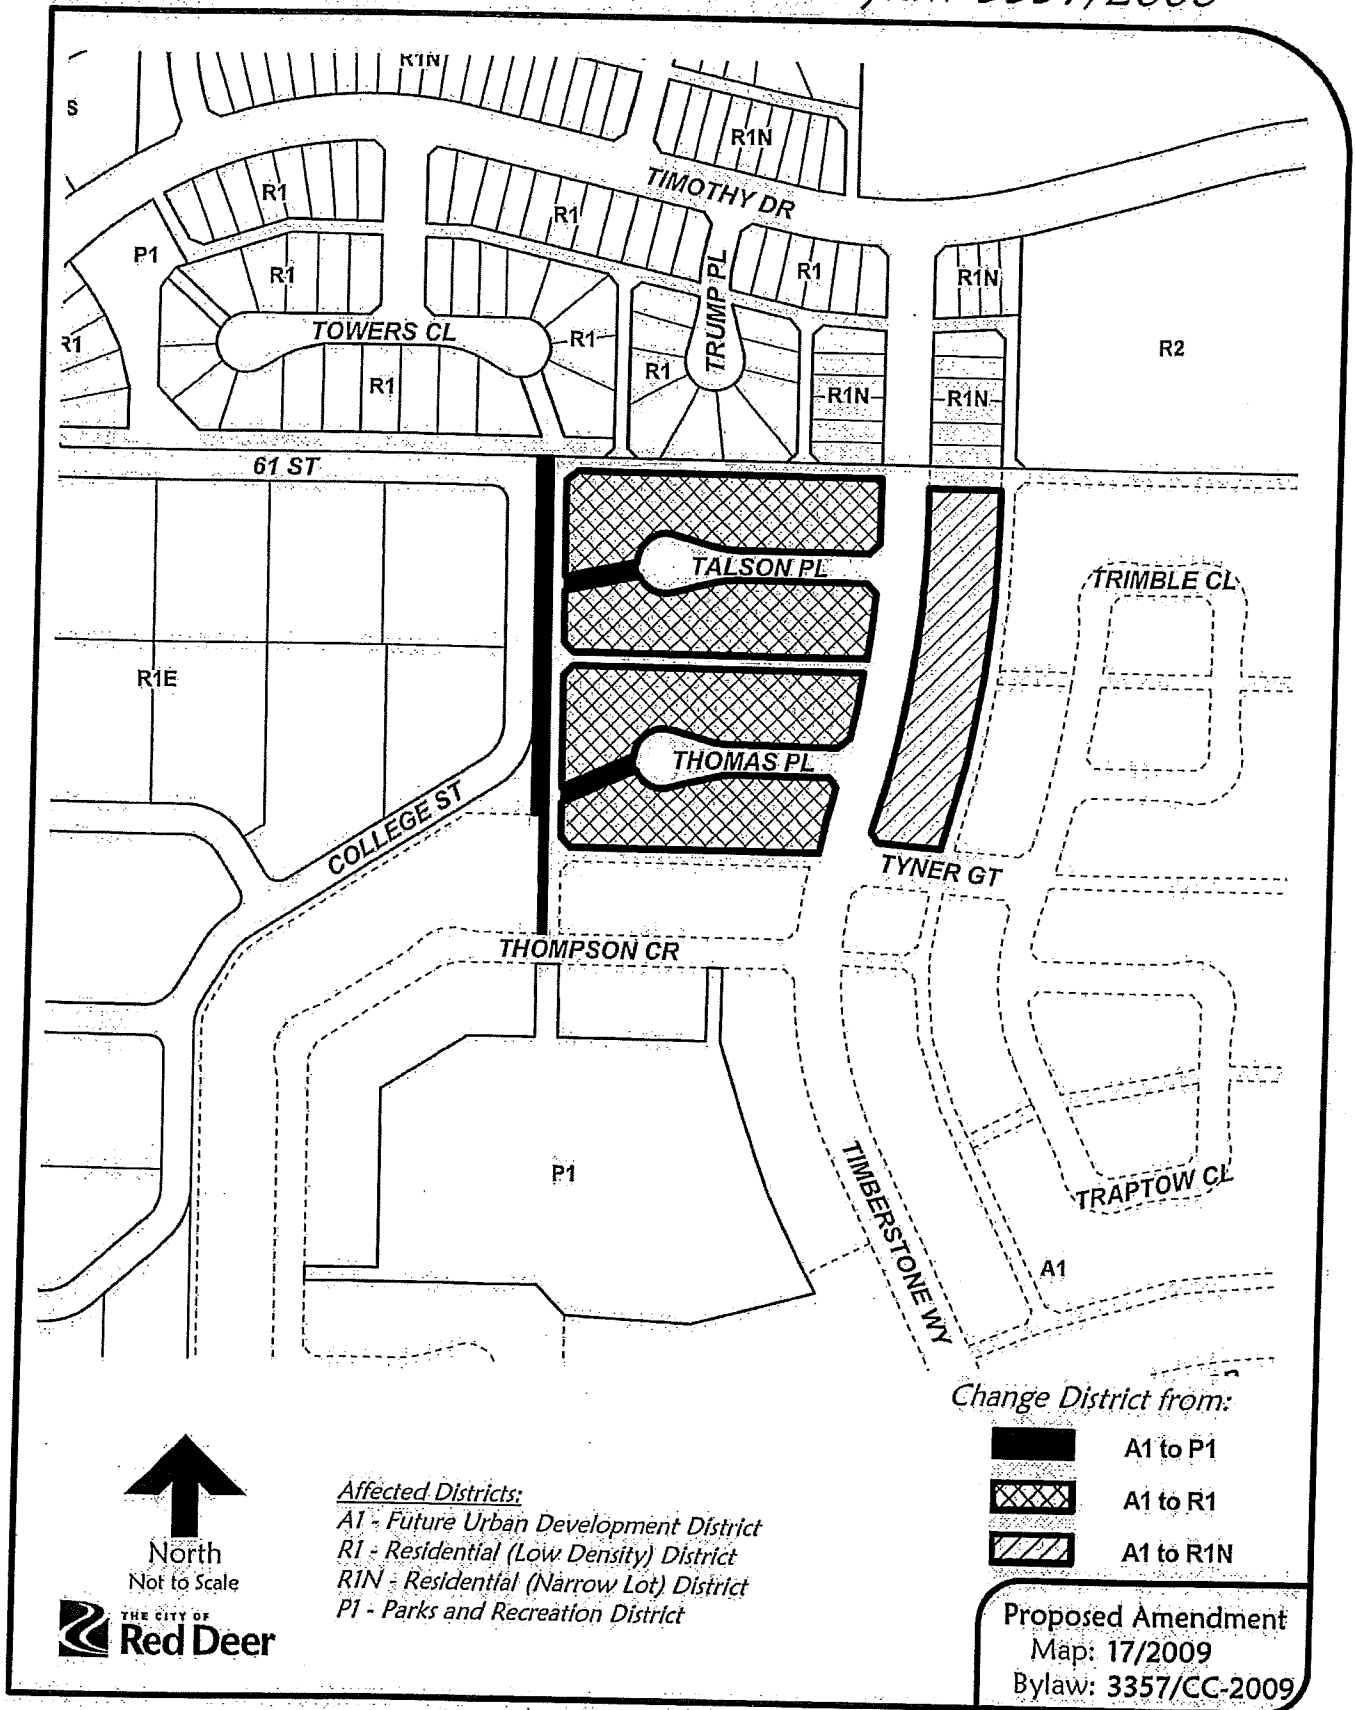 3357/2006
R1N
S
R1N
R1
TIMOTHY DR
R1
P1
R1
R1
R1N
TRUMP PL
TOWERS CL
R1
R1
R2
R1
R1
R1N
R1N
61 ST
TALSON PL
TRIMBLE CL
R1E
THOMAS PL
COLLEGE ST
TYNER GT
THOMPSON CR
P1
TIMBERSTONE WY
TRAPTOW CL
A1
Change District from:
A1 to P1
A1 to R1
A1 to R1N
North
Not to Scale
Affected Districts:
A1 - Future Urban Development District
R1 - Residential (Low Density) District
R1N - Residential (Narrow Lot) District
P1 - Parks and Recreation District
THE CITY OF
Red Deer
Proposed Amendment
Map: 17/2009
Bylaw: 3357/CC-2009